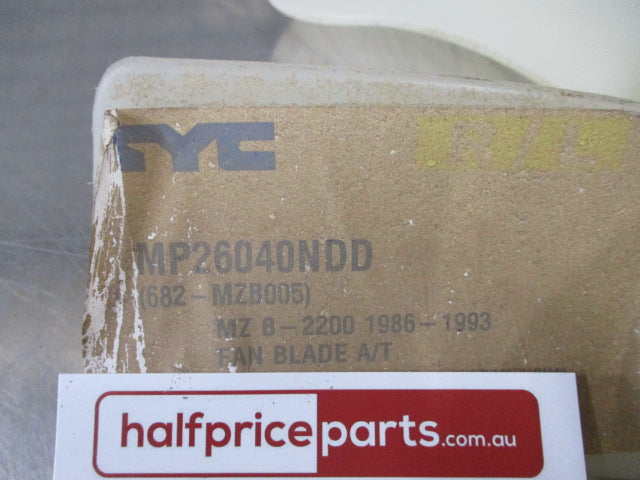 TYC
MP26040NDD
(682-MZB005)
MZ B-2200 1986-1993
FAN BLADE A/T
halfpriceparts.com.au